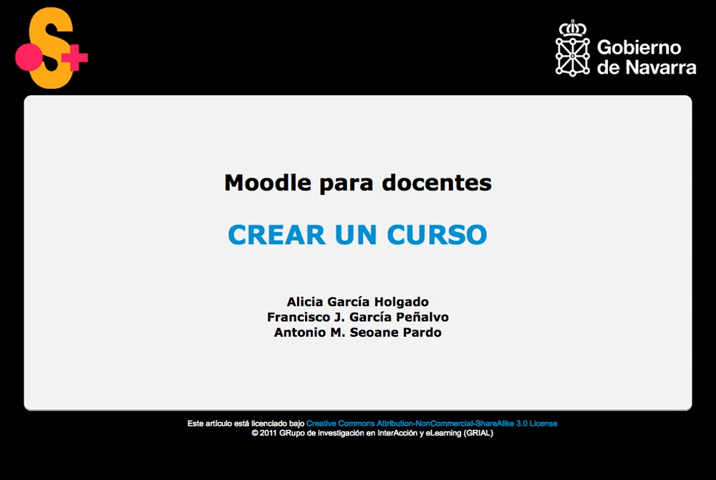 S+
Gobierno
de Navarra
Moodle para docentes
CREAR UN CURSO
Alicia García Holgado
Francisco J. García Peñalvo
Antonio M. Seoane Pardo
Este artículo está licenciado bajo Creative Commons Attribution-NonCommercial-ShareAlike 3.0 License
© 2011 GRupo de investigación en InterAcción y eLearning (GRIAL)